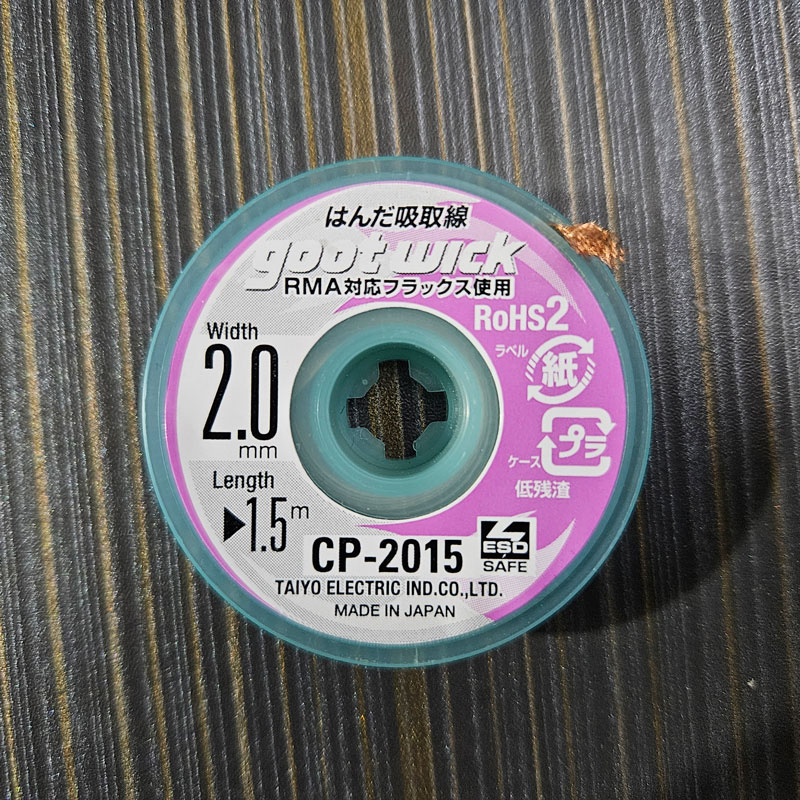 はんだ吸取線
goot wick
RMA対応フラックス使用
RoHS2
Width
2.0
mm
ラベル
紙
プラ
ケース
低残渣
Length
▶1.5m
CP-2015
ESD
SAFE
TAIYO ELECTRIC IND.CO.,LTD.
MADE IN JAPAN